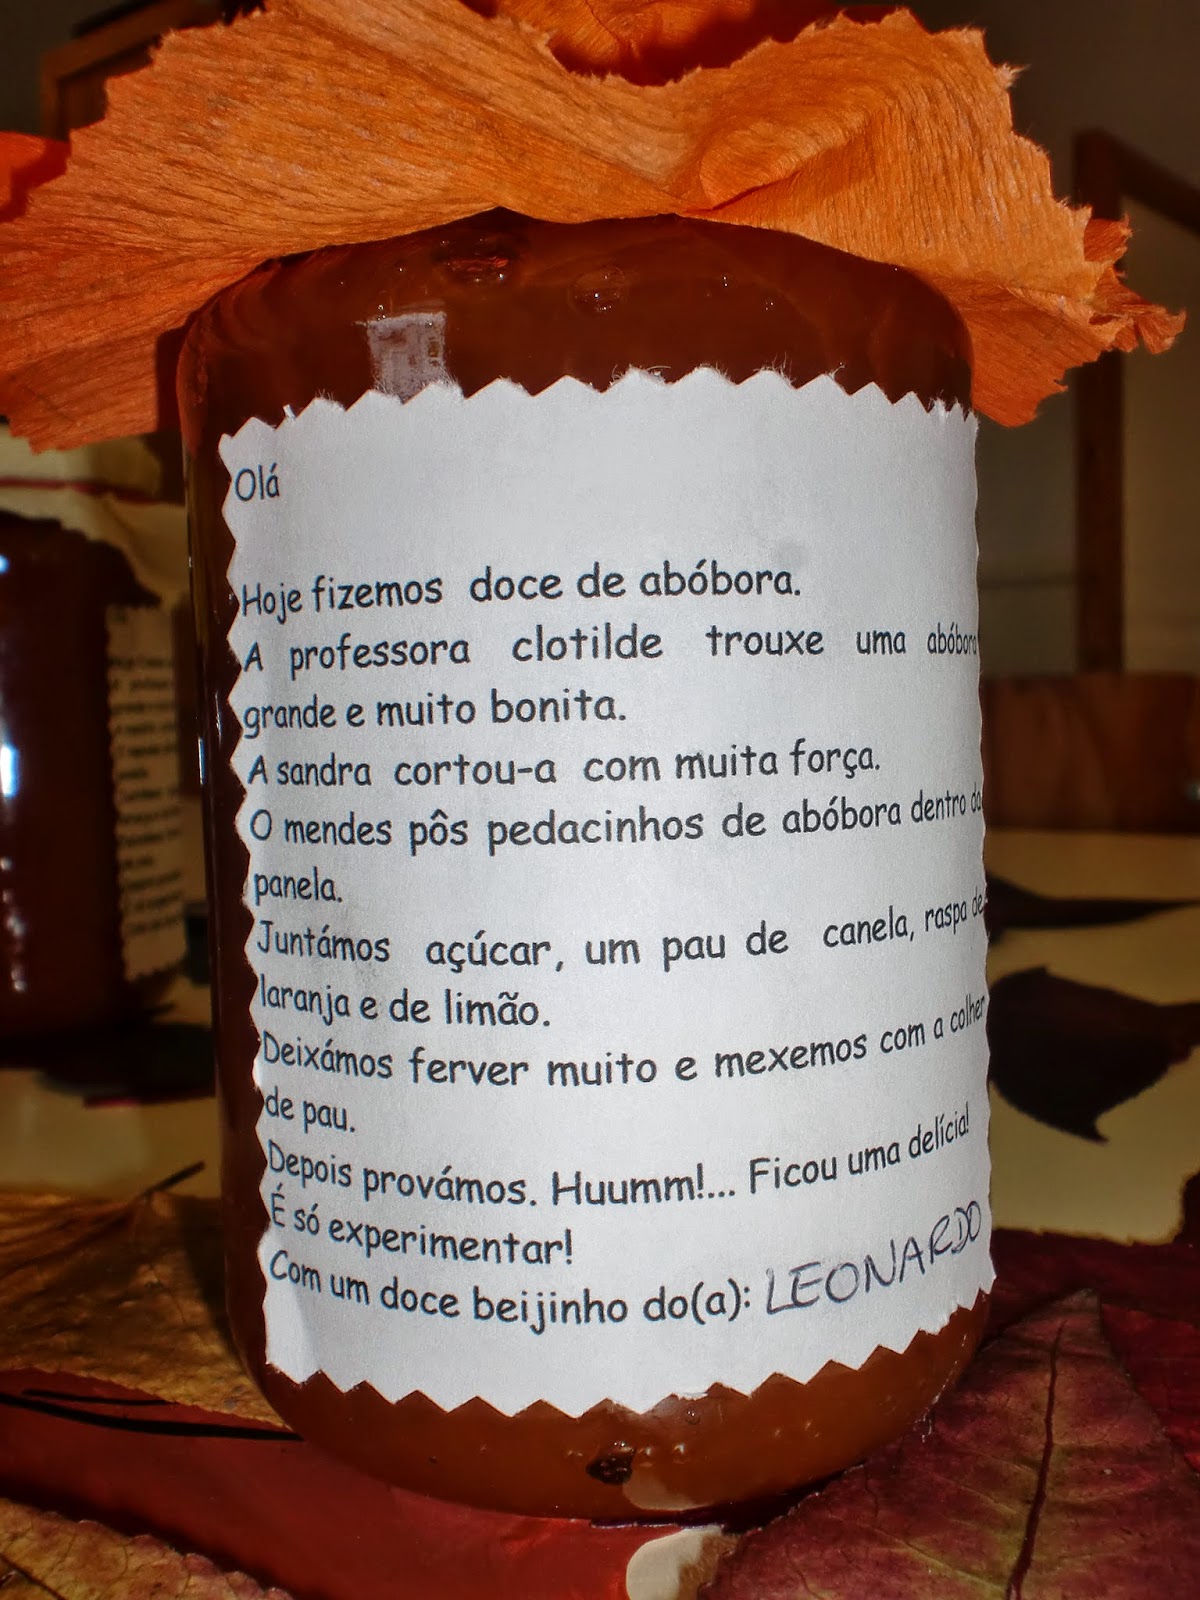 Olá
Hoje fizemos doce de abóbora.
A professora clotilde trouxe uma abóbora
grande e muito bonita.
A sandra cortou-a com muita força.
O mendes pôs pedacinhos de abóbora dentro da
panela.
Juntámos açúcar, um pau de canela, raspa de
laranja e de limão.
Deixámos ferver muito e mexemos com a colher
de pau.
Depois provámos. Huumm!... Ficou uma delícia!
É só experimentar!
Com um doce beijinho do(a): LEONARDO